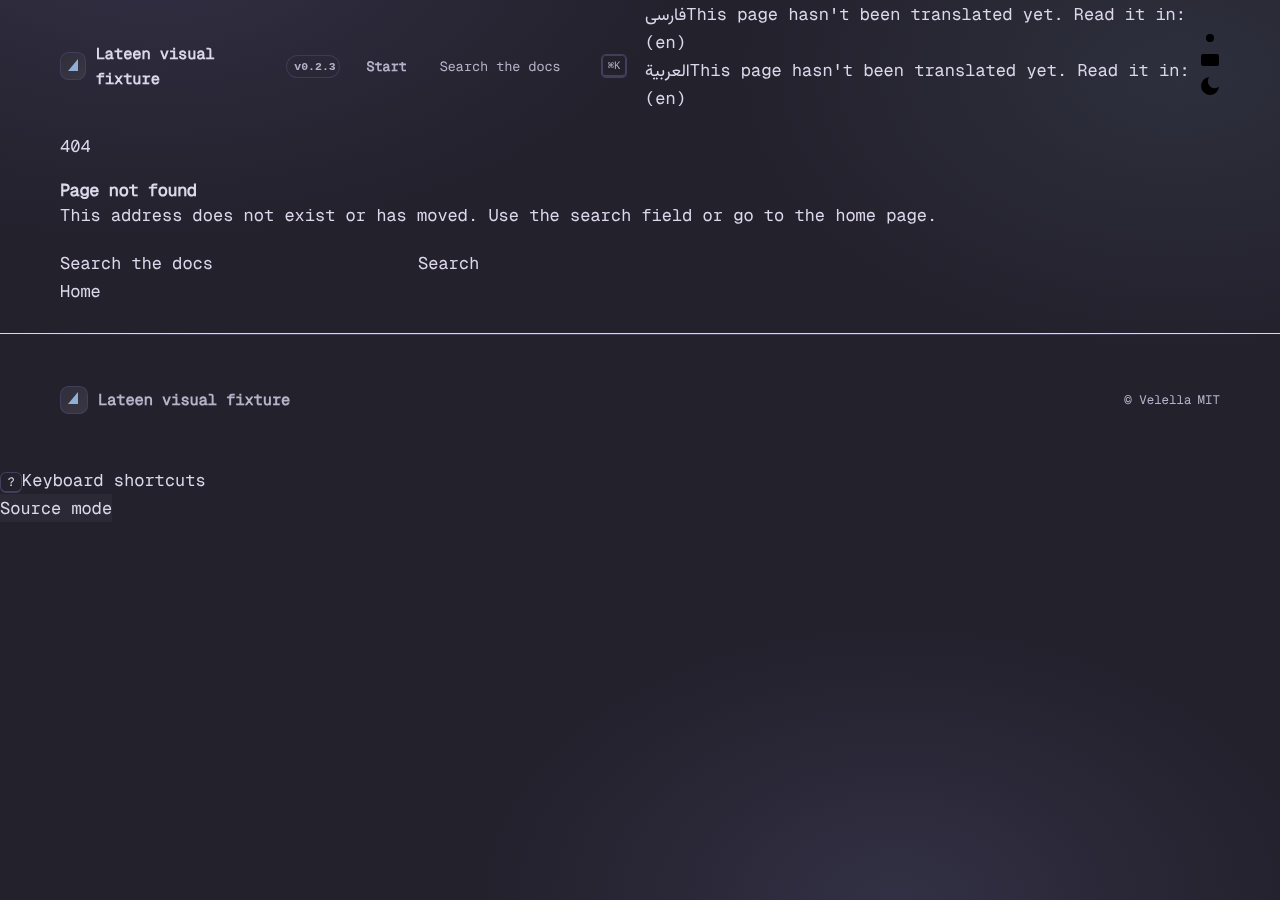 Lateen visual
fixture
v0.2.3
Start
Search the docs
⌘K
فارسیThis page hasn't been translated yet. Read it in:
(en)
العربيةThis page hasn't been translated yet. Read it in:
(en)
404
Page not found
This address does not exist or has moved. Use the search field or go to the home page.
Search the docs
Search
Home
Lateen visual fixture
© Velella MIT
?Keyboard shortcuts
Source mode